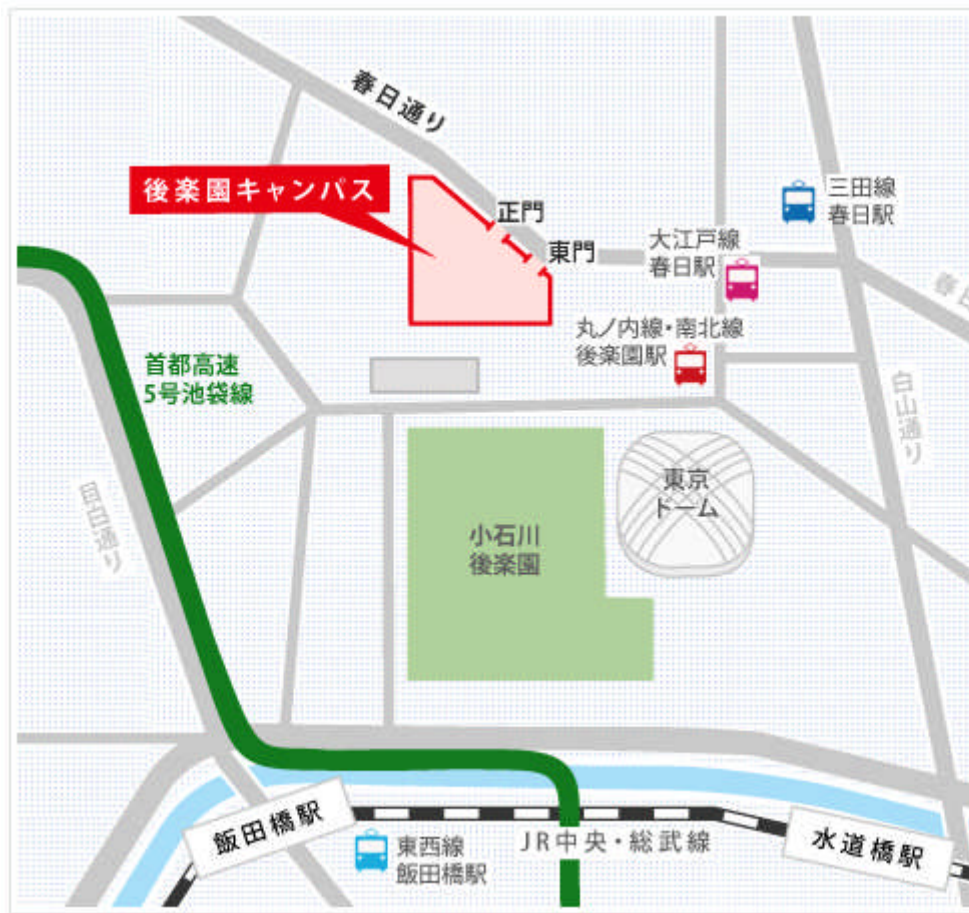 春日通り
後楽園キャンパス
正門
東門
三田線
春日駅
大江戸線
春日駅
丸ノ内線・南北線
後楽園駅
春日
首都高速
5号池袋線
白山通り
目白通り
東京
ドーム
小石川
後楽園
飯田橋駅
東西線
飯田橋駅
JR中央・総武線
水道橋駅